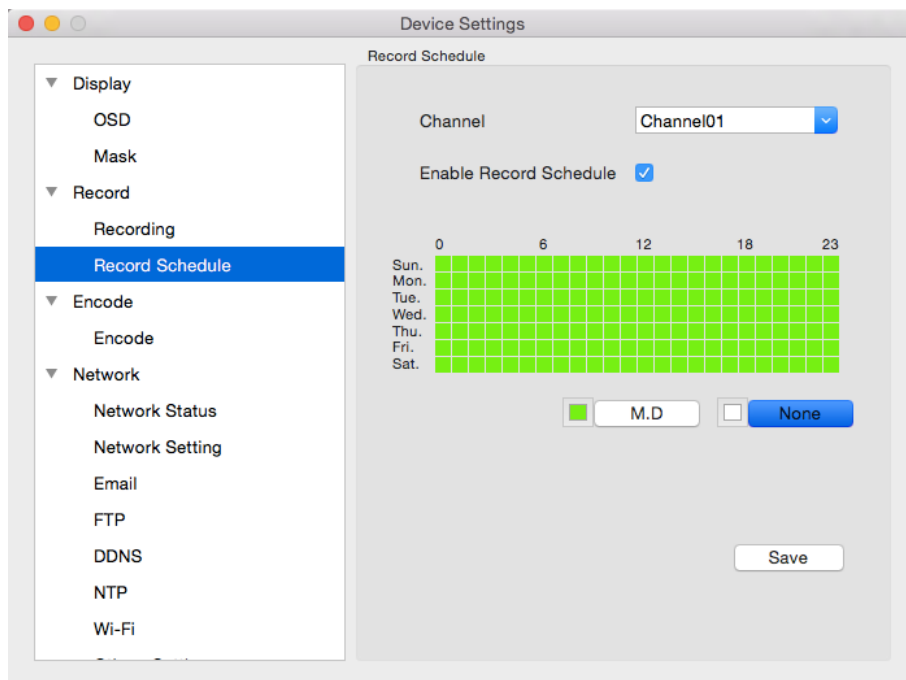 Device Settings
Display
OSD
Mask
Record
Recording
Record Schedule
Encode
Encode
Network
Network Status
Network Setting
Email
FTP
DDNS
NTP
Wi-Fi
Record Schedule
Channel Channel01
Enable Record Schedule
0 6 12 18 23
Sun.
Mon.
Tue.
Wed.
Thu.
Fri.
Sat.
M.D None
Save